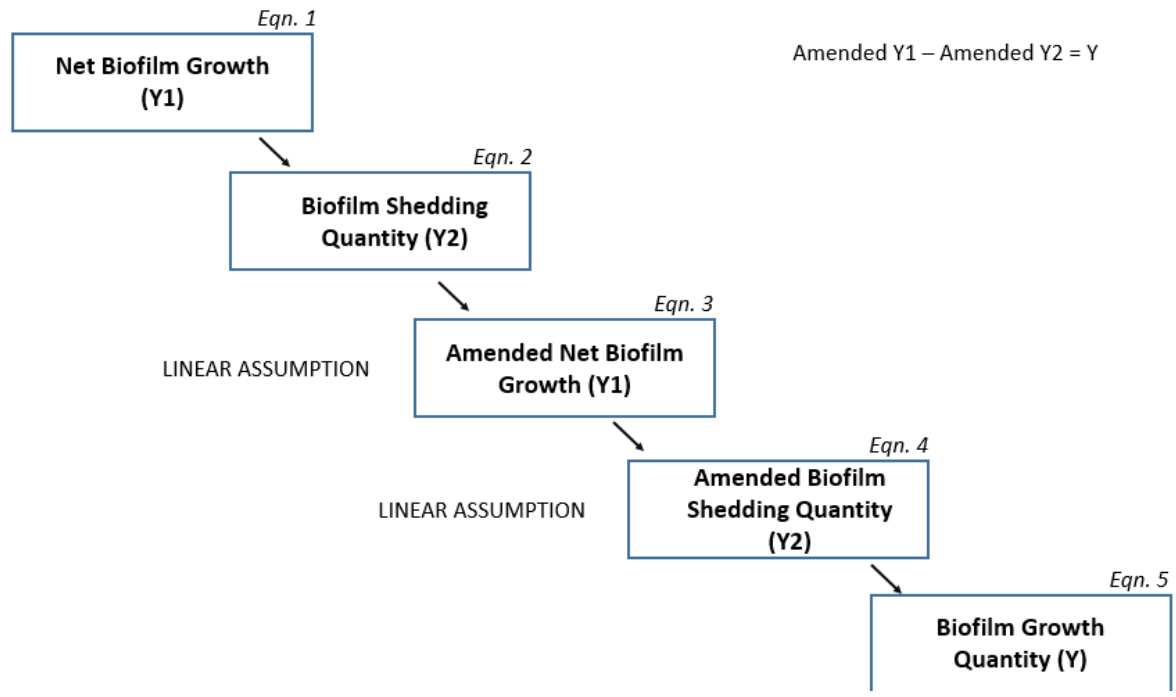 Eqn. 1
Net Biofilm Growth
(Y1)
Amended Y1 – Amended Y2 = Y
Eqn. 2
Biofilm Shedding
Quantity (Y2)
Eqn. 3
LINEAR ASSUMPTION
Amended Net Biofilm
Growth (Y1)
Eqn. 4
LINEAR ASSUMPTION
Amended Biofilm
Shedding Quantity
(Y2)
Eqn. 5
Biofilm Growth
Quantity (Y)